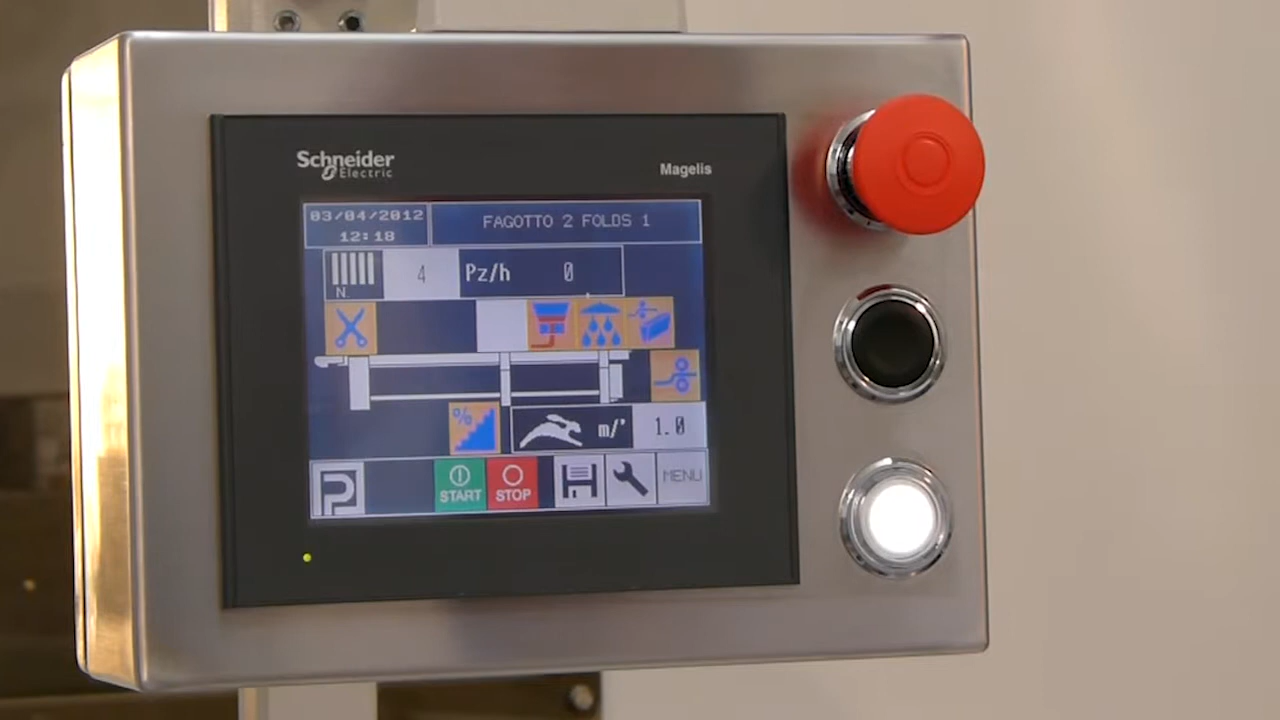 Schneider
Electric
Magelis
03/04/2012
12:18
FAGOTTO 2 FOLDS 1
N.
4
Pz/h
0
%
m/'
1.0
START
STOP
MENU